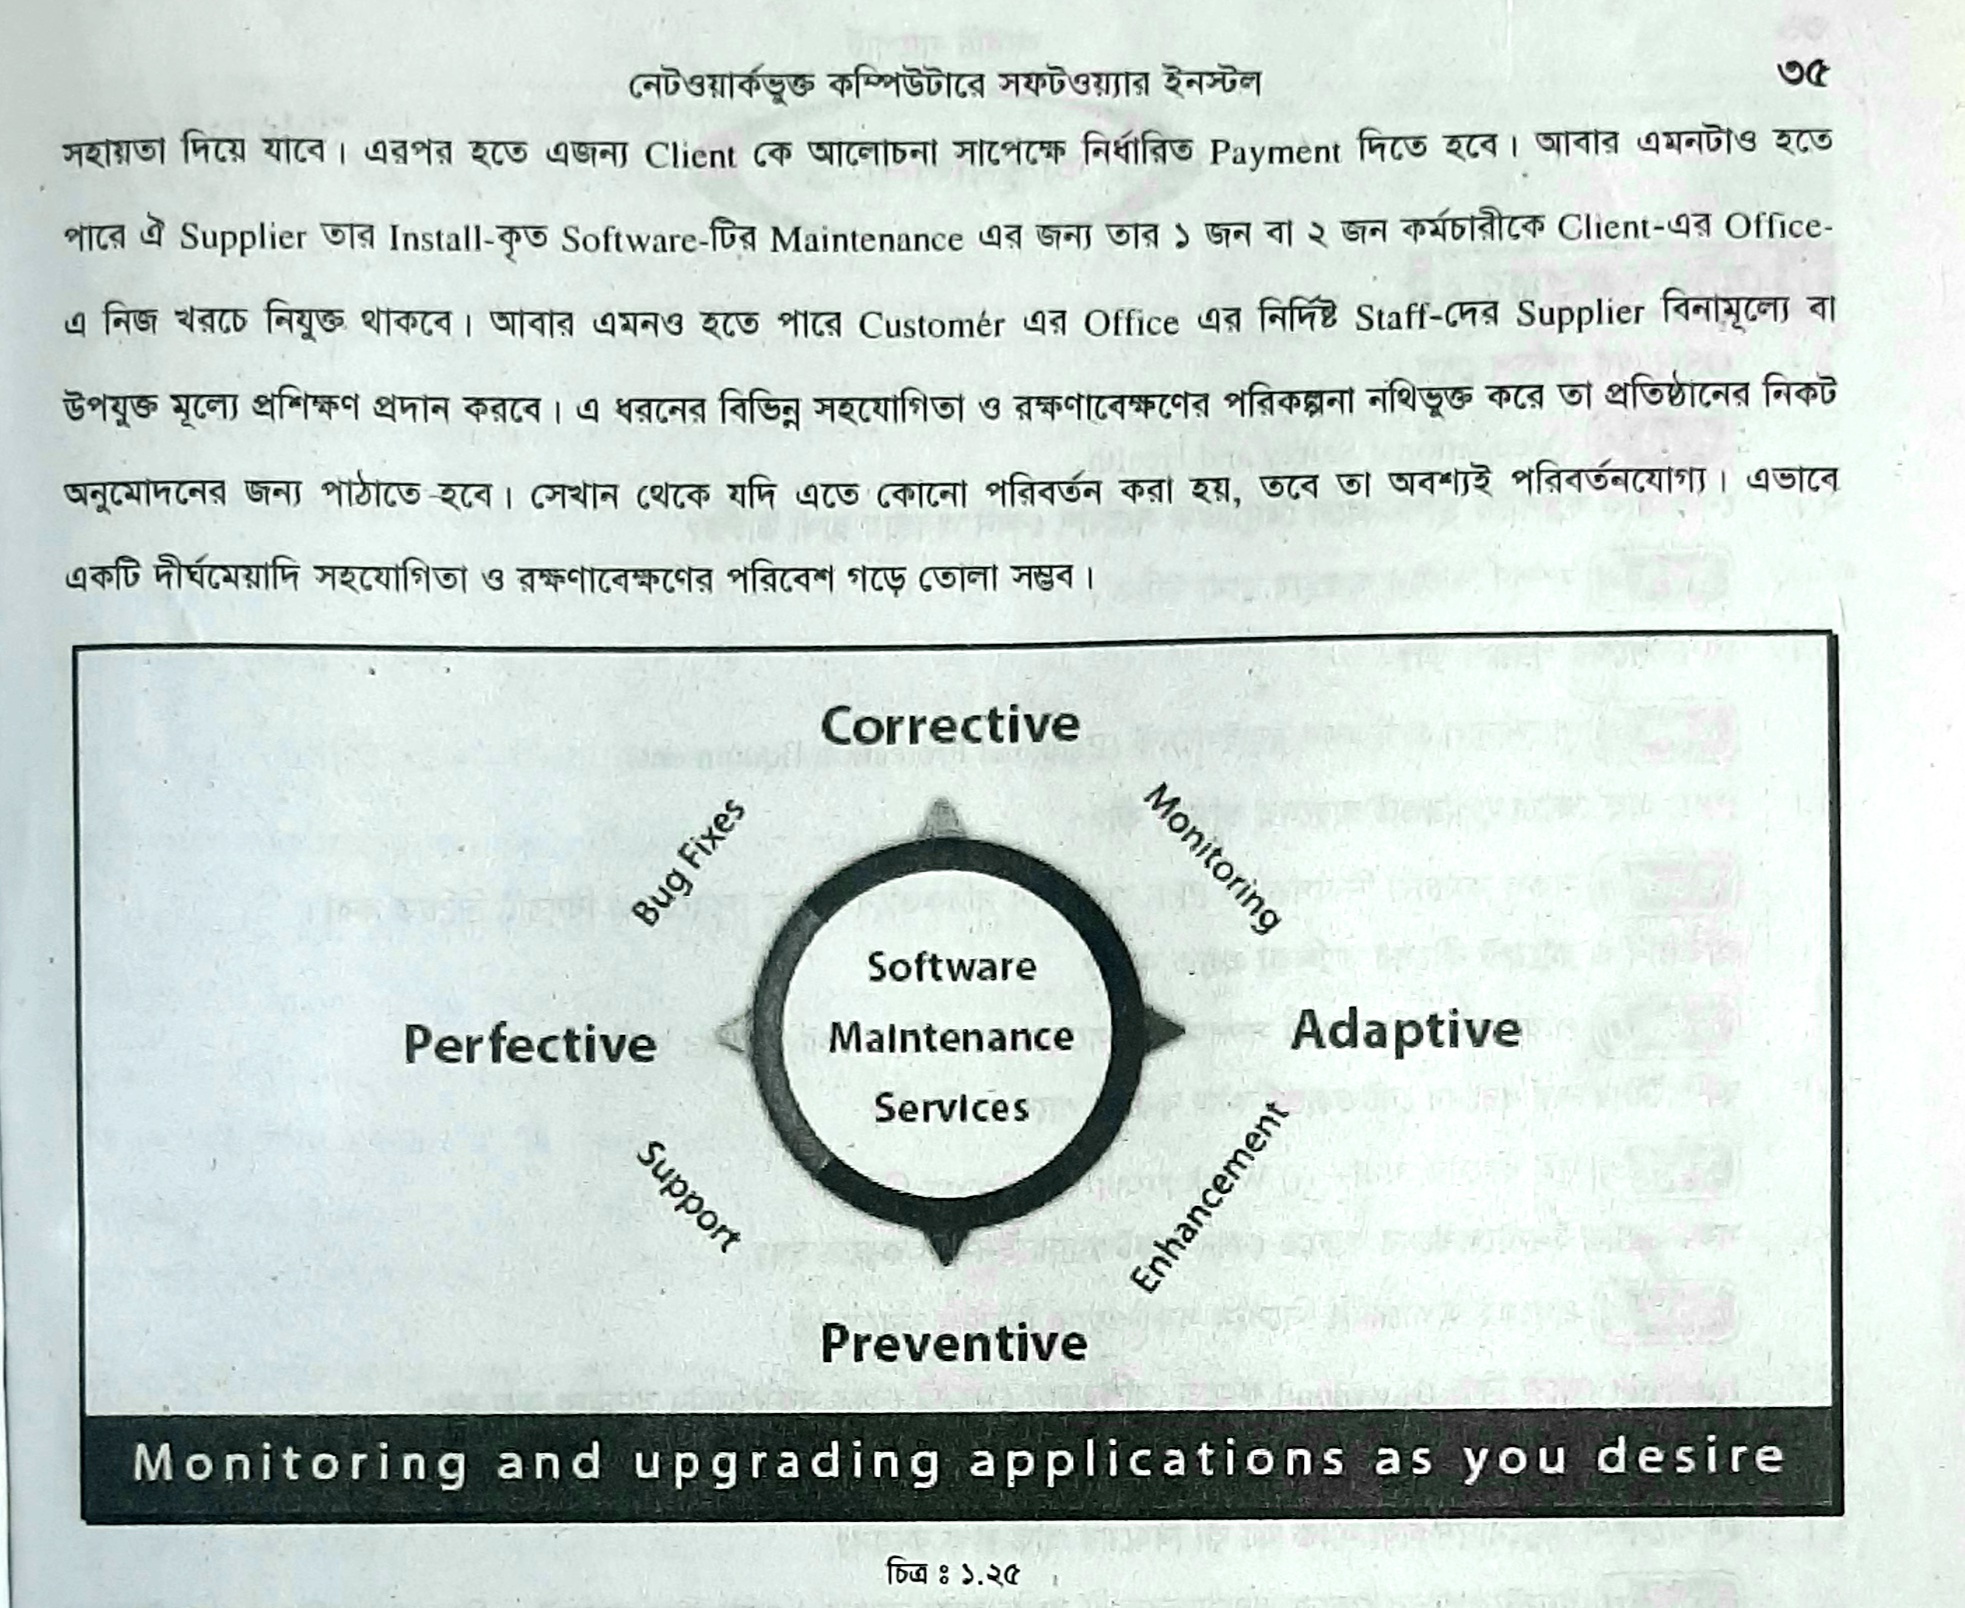 নেটওয়ার্কভুক্ত কম্পিউটারে সফটওয়্যার ইনস্টল
৩৫
সহায়তা দিয়ে যাবে। এরপর হতে এজন্য Client কে আলোচনা সাপেক্ষে নির্ধারিত Payment দিতে হবে। আবার এমনটাও হতে
পারে ঐ Supplier তার Install-কৃত Software-টির Maintenance এর জন্য তার ১ জন বা ২ জন কর্মচারীকে Client-এর Office-
এ নিজ খরচে নিযুক্ত থাকবে। আবার এমনও হতে পারে Customer এর Office এর নির্দিষ্ট Staff-দের Supplier বিনামূল্যে বা
উপযুক্ত মূল্যে প্রশিক্ষণ প্রদান করবে। এ ধরনের বিভিন্ন সহযোগিতা ও রক্ষণাবেক্ষণের পরিকল্পনা নথিভুক্ত করে তা প্রতিষ্ঠানের নিকট
অনুমোদনের জন্য পাঠাতে হবে। সেখান থেকে যদি এতে কোনো পরিবর্তন করা হয়, তবে তা অবশ্যই পরিবর্তনযোগ্য। এভাবে
একটি দীর্ঘমেয়াদি সহযোগিতা ও রক্ষণাবেক্ষণের পরিবেশ গড়ে তোলা সম্ভব।
Corrective
Bug Fixes
Monitoring
Software
Maintenance
Services
Perfective
Adaptive
Support
Enhancement
Preventive
Monitoring and upgrading applications as you desire
চিত্র ঃ ১.২৫